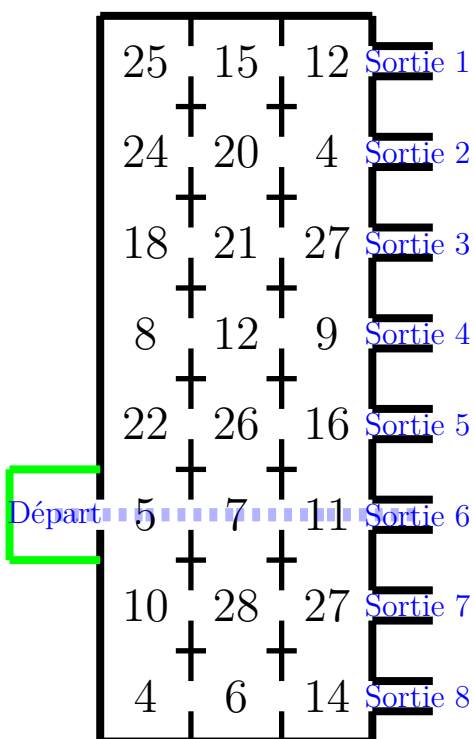 25 15 12 Sortie 1
24 20 4 Sortie 2
18 21 27 Sortie 3
8 12 9 Sortie 4
22 26 16 Sortie 5
Départ 5 7 11 Sortie 6
10 28 27 Sortie 7
4 6 14 Sortie 8